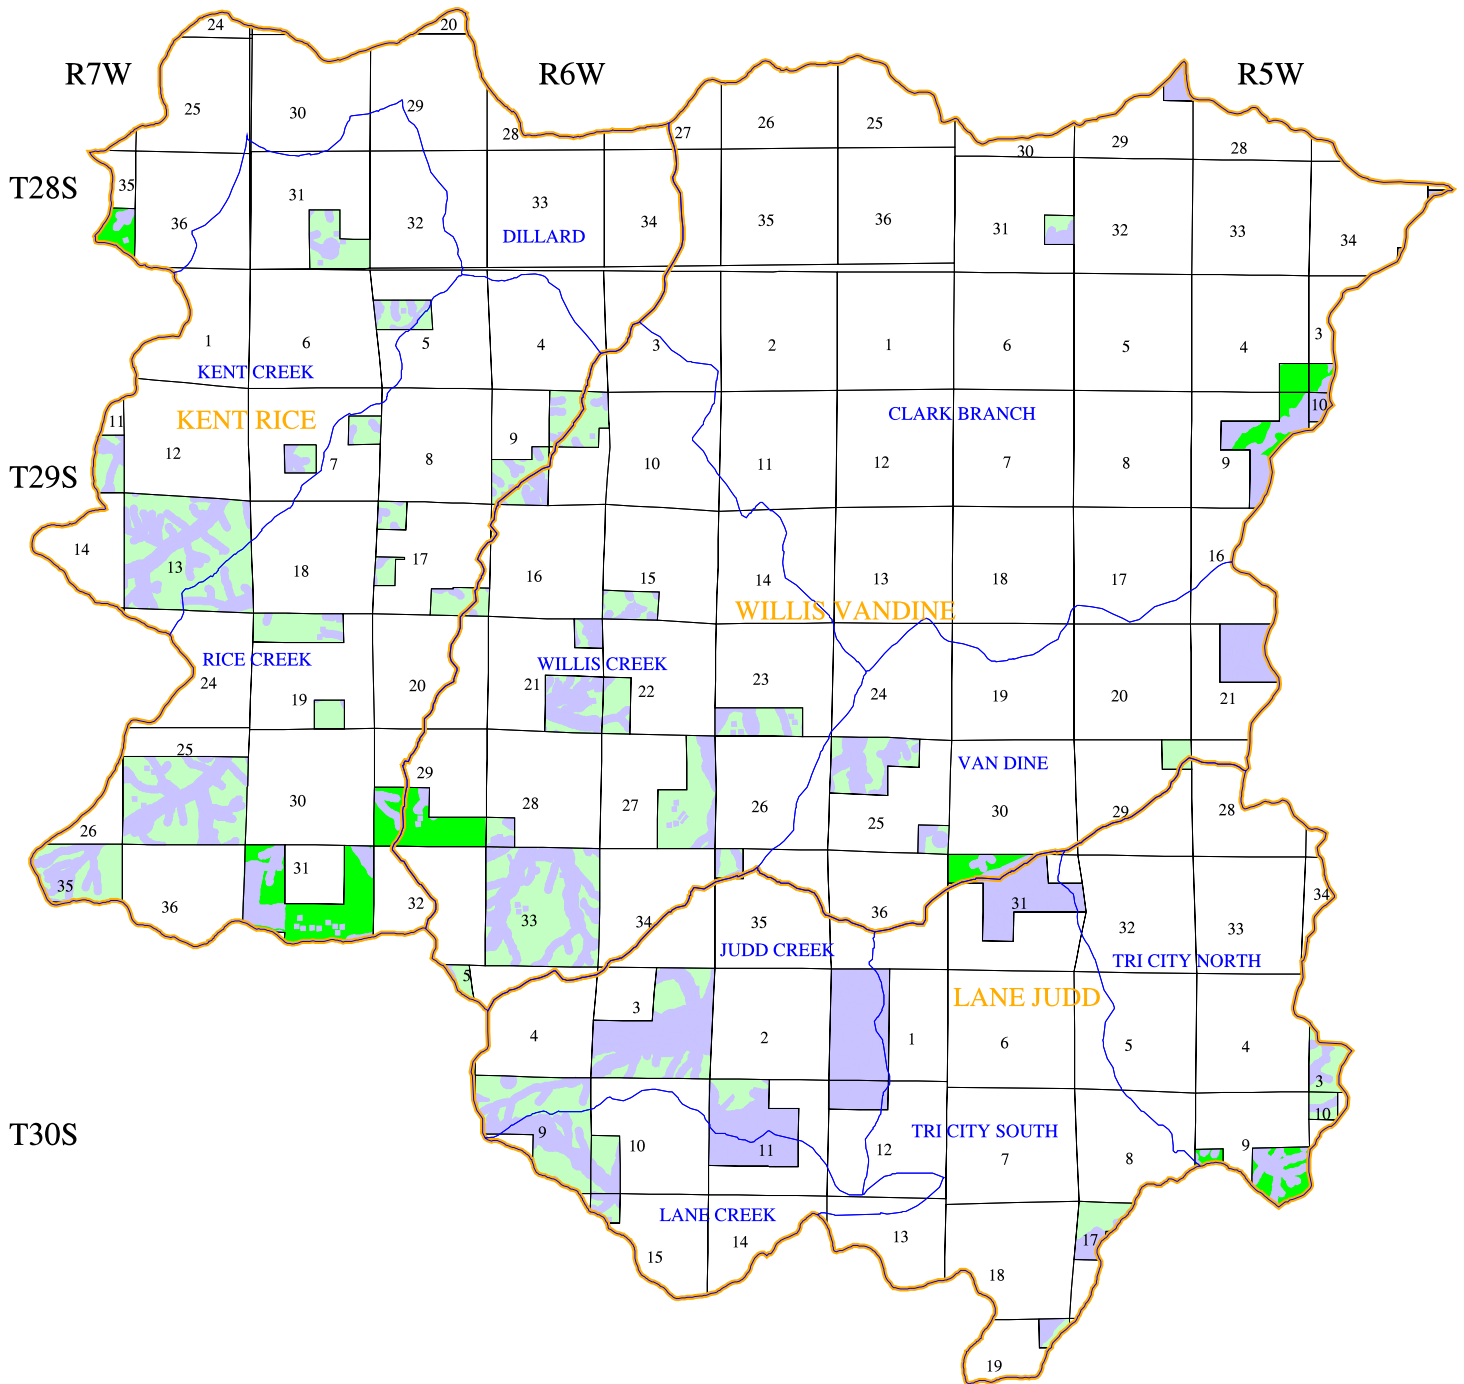 24 20
R7W R6W R5W
25 30 29 28 27 26 25 30 29 28
T28S 35 36 31 32 33 34 35 36 31 32 33 34
DILLARD
1 6 5 4 3 2 1 6 5 4 3
KENT CREEK
11 KENT RICE CLARK BRANCH 10
T29S 12 7 8 9 10 11 12 7 8 9
14 13 18 17 16 15 14 13 18 17 16
WILLIS VANDINE
RICE CREEK WILLIS CREEK
24 19 20 21 22 23 24 19 20 21
25 VAN DINE
26 30 29 28 27 26 25 30 29 28
35 36 31 32 33 34 35 36 31 32 33 34
JUDD CREEK TRI CITY NORTH
5 LANE JUDD
4 3 2 1 6 5 4 3
T30S 9 10 11 12 TRI CITY SOUTH 7 8 9 10
LANE CREEK
15 14 13 18 17
19